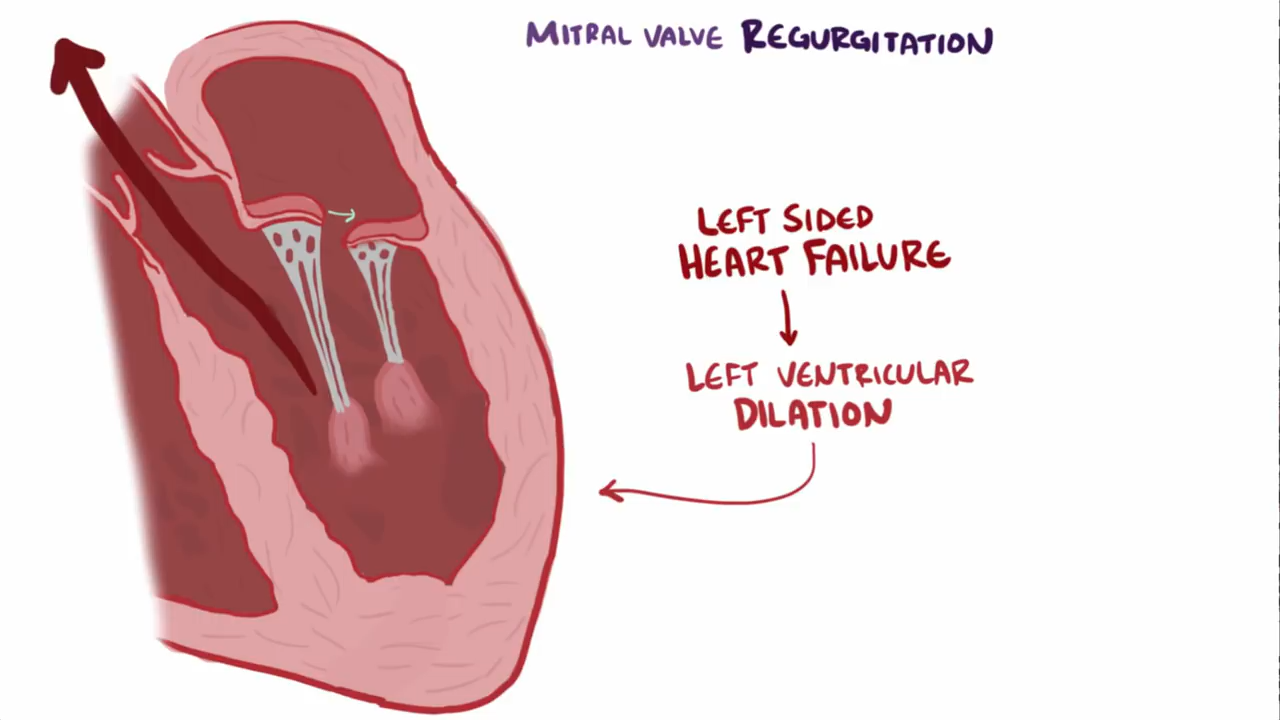 MITRAL VALVE REGURGITATION
LEFT SIDED
HEART FAILURE
LEFT VENTRICULAR
DILATION